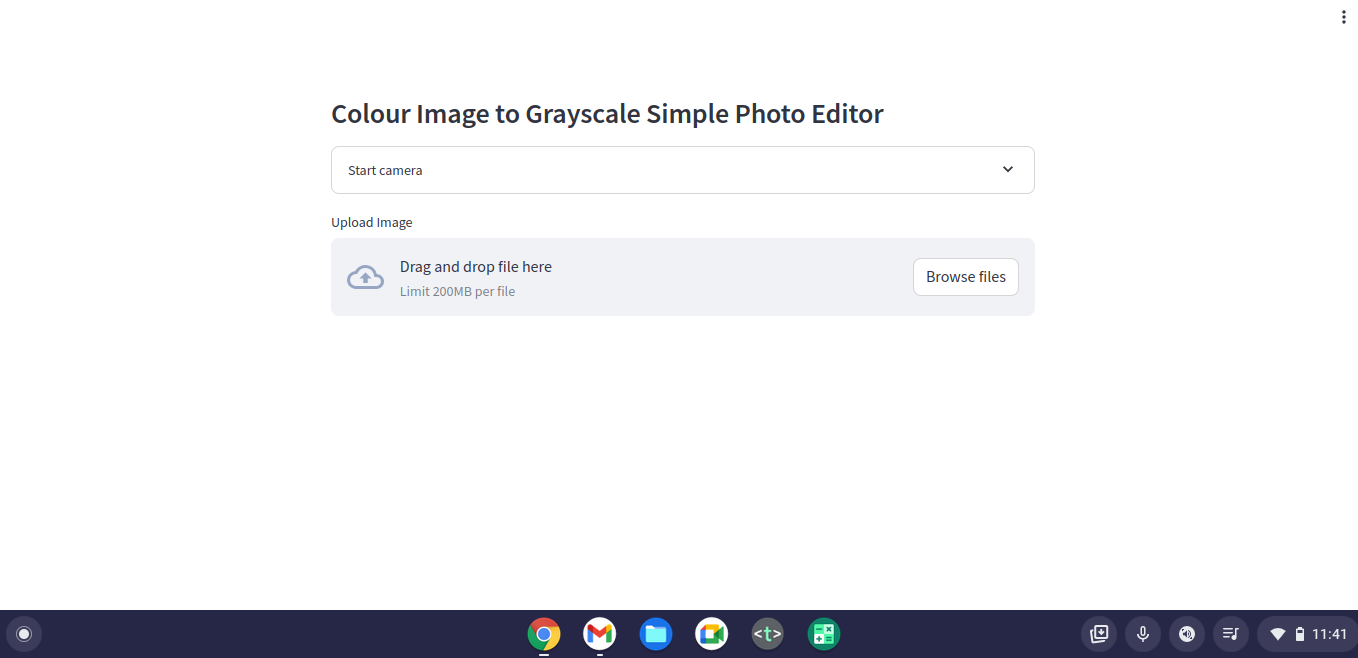 Colour Image to Grayscale Simple Photo Editor
Start camera
Upload Image
Drag and drop file here
Limit 200MB per file
Browse files
<t>
11:41